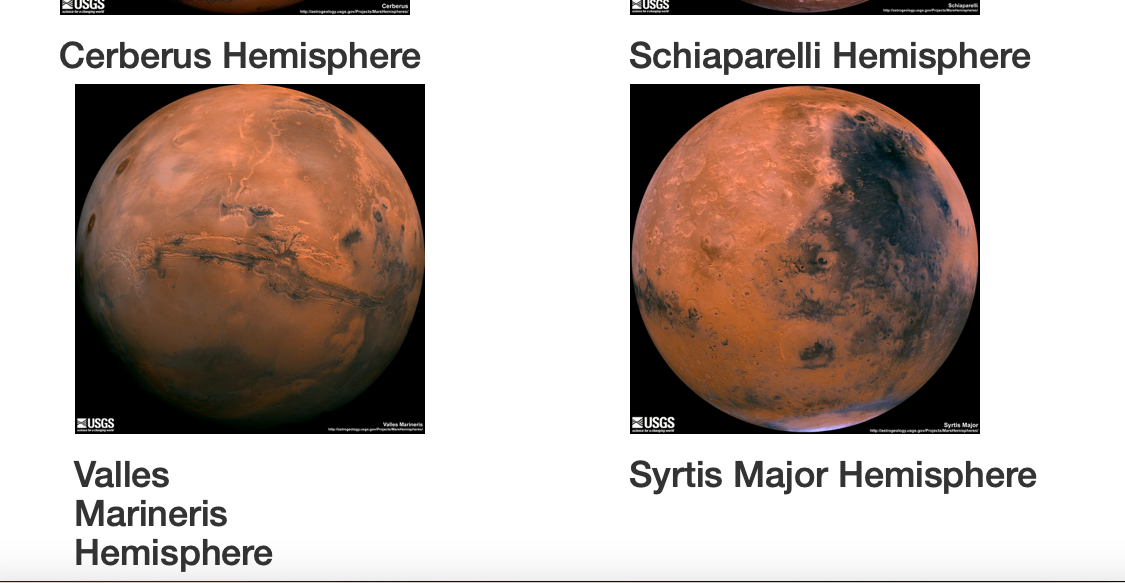 USGS
science for a changing world
Cerberus
http://astrogeology.usgs.gov/Projects/MarsHemispheres/
USGS
science for a changing world
Schiaparelli
http://astrogeology.usgs.gov/Projects/MarsHemispheres/
Cerberus Hemisphere
Schiaparelli Hemisphere
USGS
science for a changing world
Valles Marineris
http://astrogeology.usgs.gov/Projects/MarsHemispheres/
USGS
science for a changing world
Syrtis Major
http://astrogeology.usgs.gov/Projects/MarsHemispheres/
Valles
Marineris
Hemisphere
Syrtis Major Hemisphere